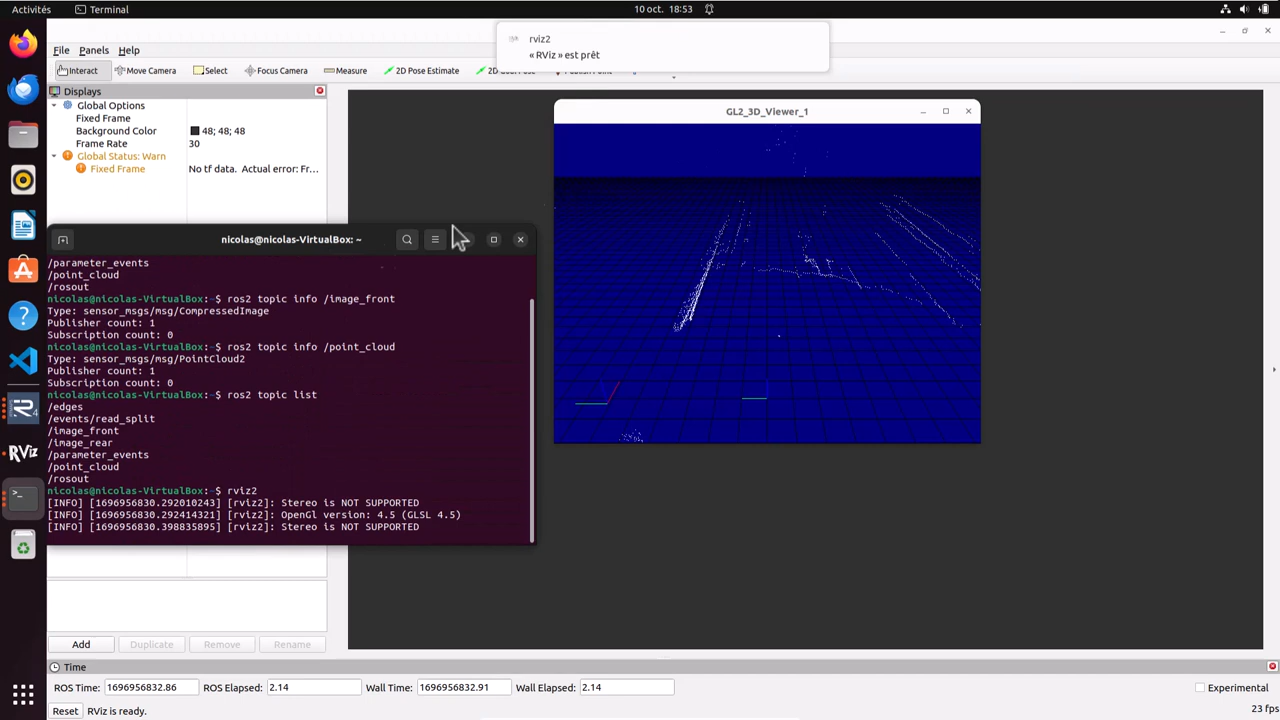 Activités
Terminal
10 oct. 18:53
File Panels Help
rviz2
« RViz » est prêt
Interact
Move Camera
Select
Focus Camera
Measure
2D Pose Estimate
Displays
Global Options
Fixed Frame
Background Color
48; 48; 48
Frame Rate
30
Global Status: Warn
Fixed Frame
No tf data. Actual error: Fr...
GL2_3D_Viewer_1
nicolas@nicolas-VirtualBox: ~
/parameter_events
/point_cloud
/rosout
nicolas@nicolas-VirtualBox:~$ ros2 topic info /image_front
Type: sensor_msgs/msg/CompressedImage
Publisher count: 1
Subscription count: 0
nicolas@nicolas-VirtualBox:~$ ros2 topic info /point_cloud
Type: sensor_msgs/msg/PointCloud2
Publisher count: 1
Subscription count: 0
nicolas@nicolas-VirtualBox:~$ ros2 topic list
/edges
/events/read_split
/image_front
/image_rear
/parameter_events
/point_cloud
/rosout
nicolas@nicolas-VirtualBox:~$ rviz2
[INFO] [1696956830.292010243] [rviz2]: Stereo is NOT SUPPORTED
[INFO] [1696956830.292414321] [rviz2]: OpenGl version: 4.5 (GLSL 4.5)
[INFO] [1696956830.398835895] [rviz2]: Stereo is NOT SUPPORTED
RViz
Add
Duplicate
Remove
Rename
Time
ROS Time: 1696956832.86
ROS Elapsed: 2.14
Wall Time: 1696956832.91
Wall Elapsed: 2.14
Experimental
Reset
RViz is ready.
23 fps